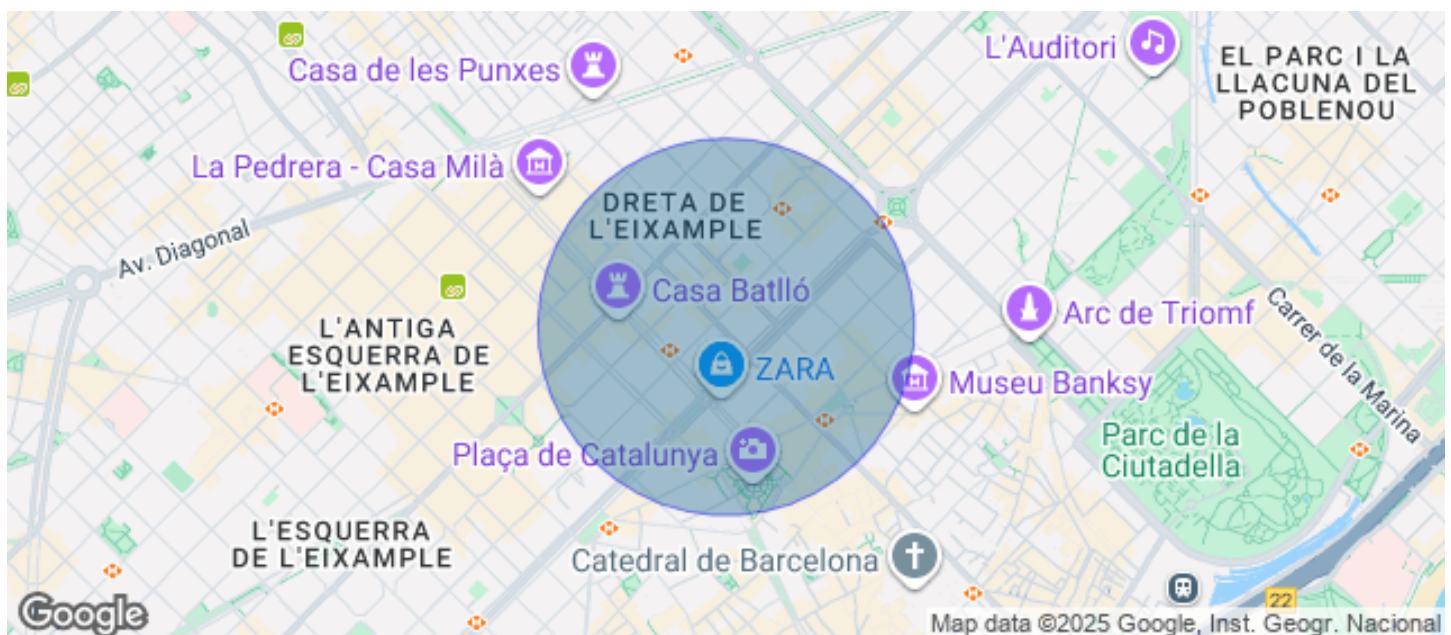 L'Auditori
EL PARC I LA
LLACUNA DEL
POBLENOU
Casa de les Punxes
La Pedrera - Casa Milà
DRETA DE
L'EIXAMPLE
Av. Diagonal
Casa Batlló
Arc de Triomf
Carrer de la Marina
L'ANTIGA
ESQUERRA DE
L'EIXAMPLE
ZARA
Museu Banksy
Plaça de Catalunya
Parc de la
Ciutadella
L'ESQUERRA
DE L'EIXAMPLE
Catedral de Barcelona
22
Google
Map data ©2025 Google, Inst. Geogr. Nacional